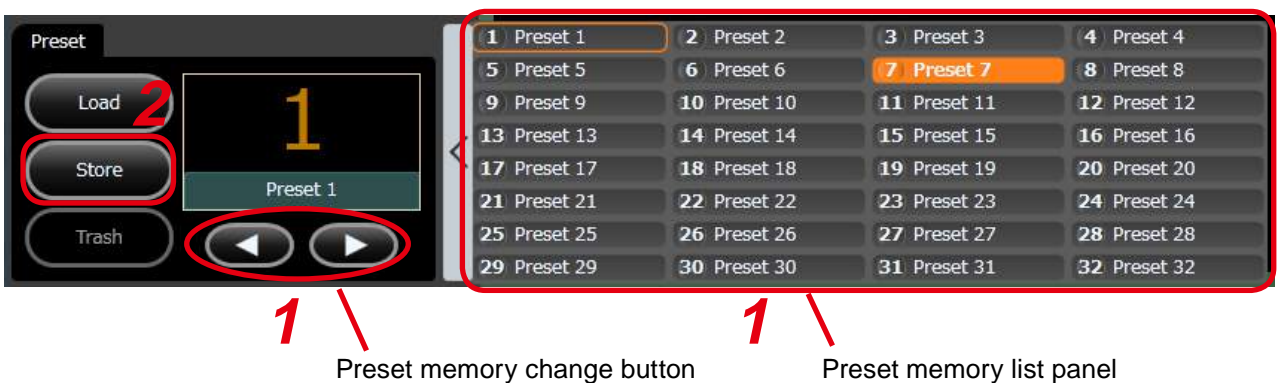 Preset
Load
2
Store
Trash
1
Preset 1
1 Preset 1 2 Preset 2 3 Preset 3 4 Preset 4
5 Preset 5 6 Preset 6 7 Preset 7 8 Preset 8
9 Preset 9 10 Preset 10 11 Preset 11 12 Preset 12
13 Preset 13 14 Preset 14 15 Preset 15 16 Preset 16
17 Preset 17 18 Preset 18 19 Preset 19 20 Preset 20
21 Preset 21 22 Preset 22 23 Preset 23 24 Preset 24
25 Preset 25 26 Preset 26 27 Preset 27 28 Preset 28
29 Preset 29 30 Preset 30 31 Preset 31 32 Preset 32
1 1
Preset memory change button Preset memory list panel